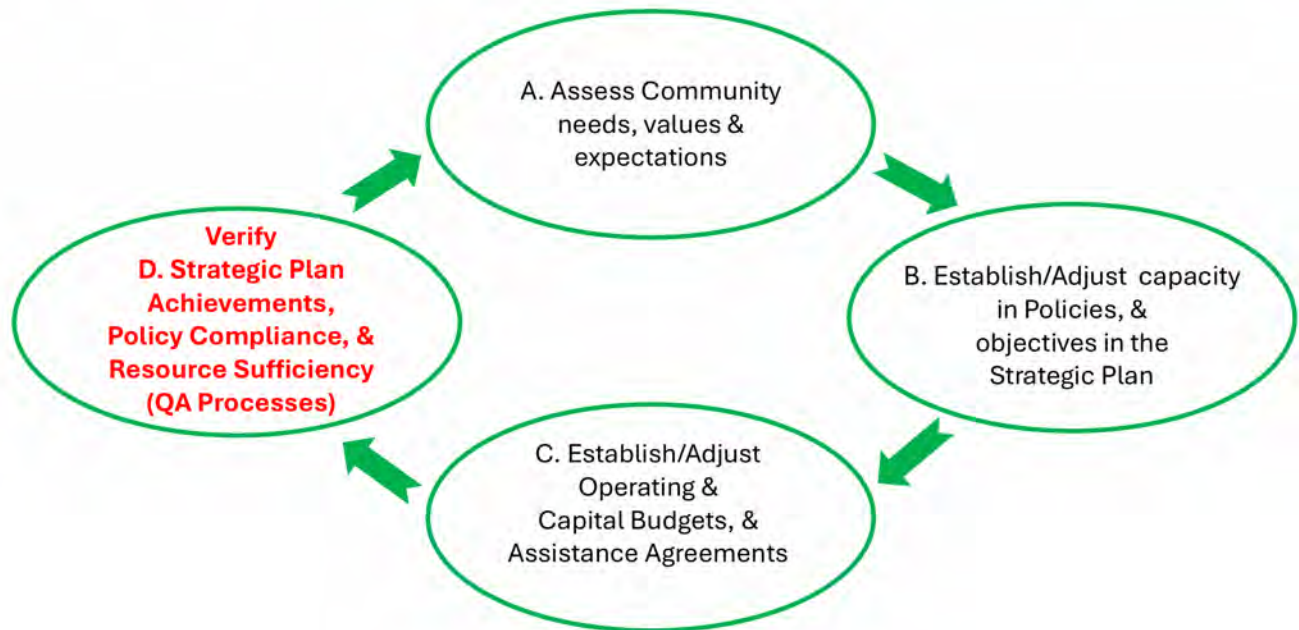 A. Assess Community
needs, values &
expectations
B. Establish/Adjust capacity
in Policies, &
objectives in the
Strategic Plan
C. Establish/Adjust
Operating &
Capital Budgets, &
Assistance Agreements
Verify
D. Strategic Plan
Achievements,
Policy Compliance, &
Resource Sufficiency
(QA Processes)